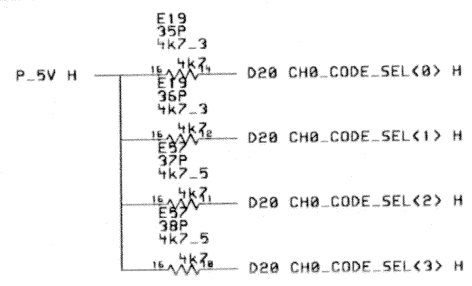 E19
35P
4k7_3
P_5V H
16 4k7 14
D20 CH0_CODE_SEL<0> H
E19
36P
4k7_3
16 4k7 12
D20 CH0_CODE_SEL<1> H
E57
37P
4k7_5
16 4k7 11
D20 CH0_CODE_SEL<2> H
E57
38P
4k7_5
16 4k7 10
D20 CH0_CODE_SEL<3> H